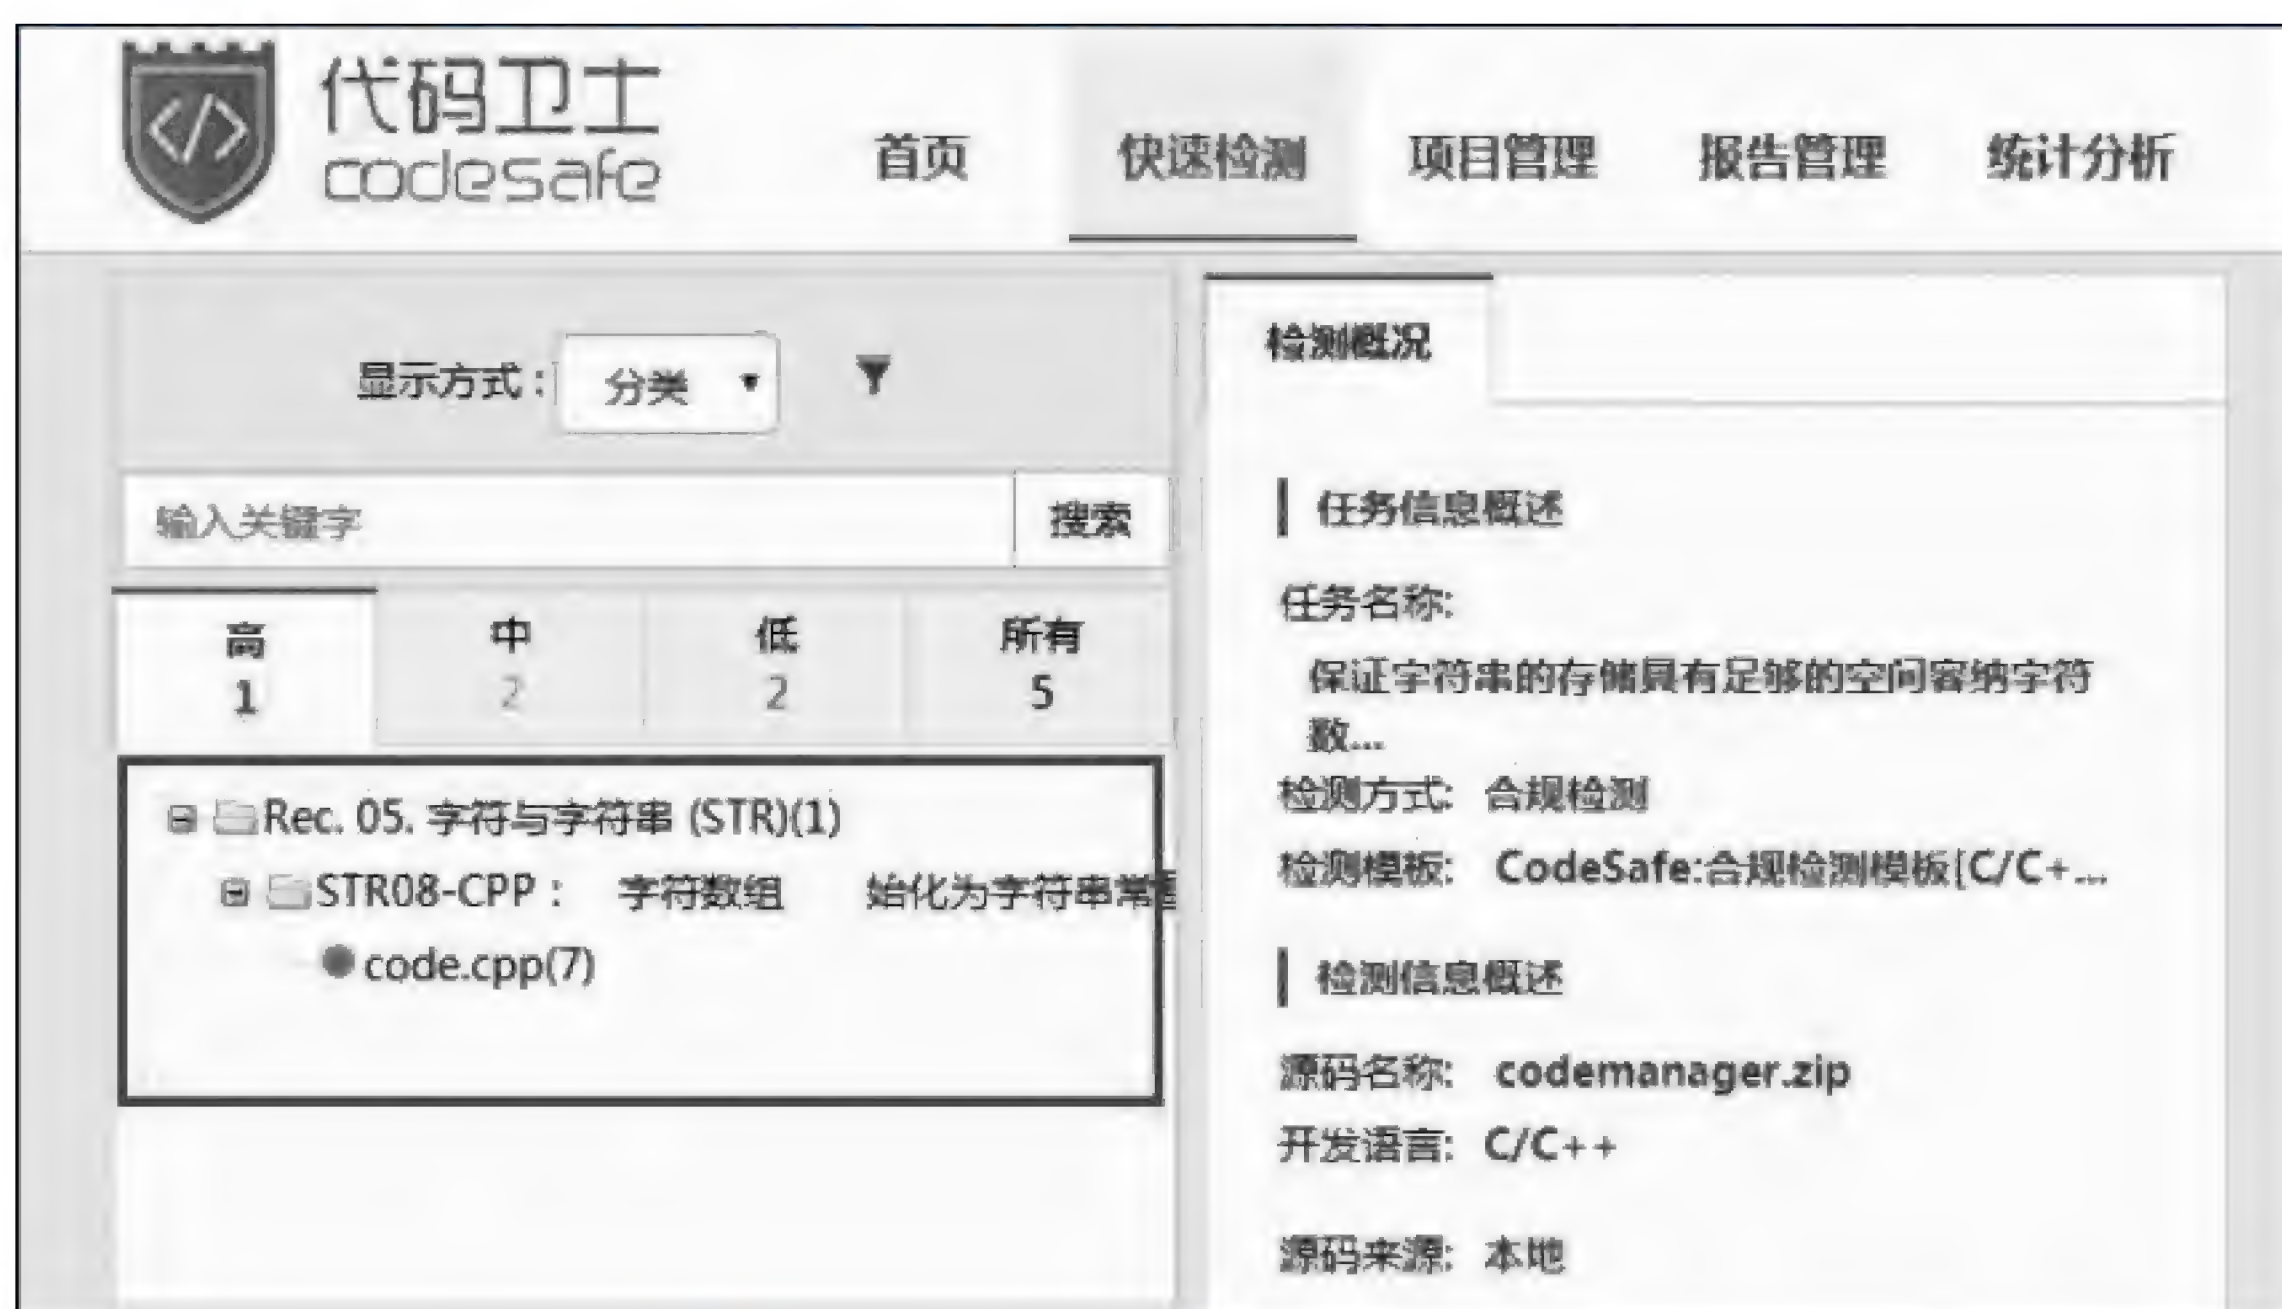 代码卫士
codesafe
首页 快速检测 项目管理 报告管理 统计分析
显示方式： 分类
输入关键字 搜索
高 中 低 所有
1 2 2 5
Rec. 05. 字符与字符串 (STR)(1)
STR08-CPP： 字符数组 始化为字符串常
code.cpp(7)
检测概况
任务信息概述
任务名称:
保证字符串的存储具有足够的空间容纳字符
数...
检测方式: 合规检测
检测模板: CodeSafe:合规检测模板[C/C+...
检测信息概述
源码名称: codemanager.zip
开发语言: C/C++
源码来源: 本地